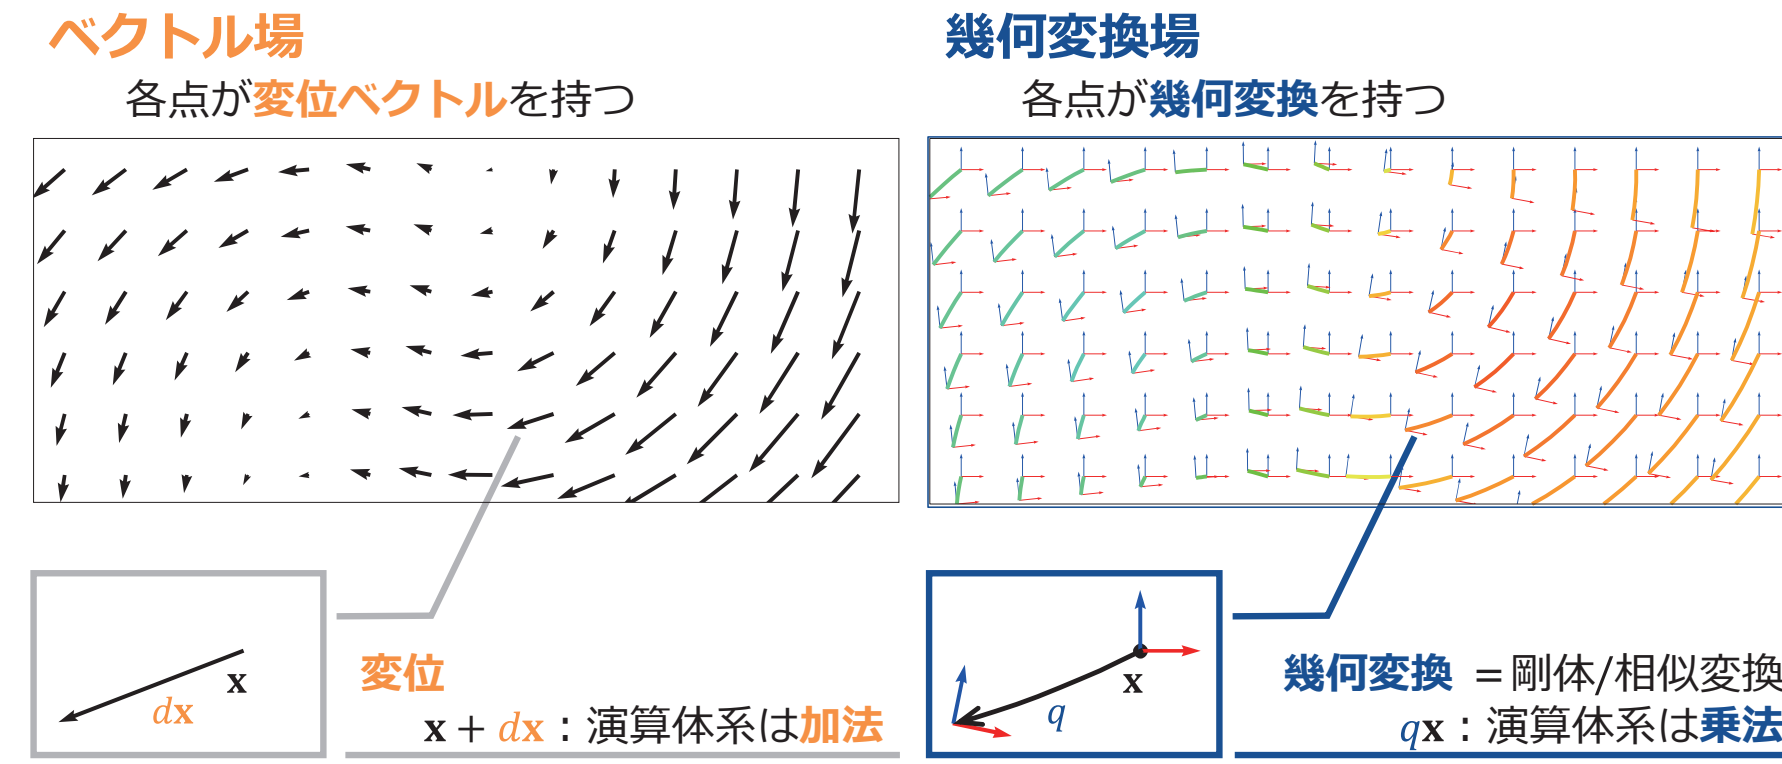 ベクトル場
各点が変位ベクトルを持つ
x
dx
変位
x + dx：演算体系は加法
幾何変換場
各点が幾何変換を持つ
x
q
幾何変換 ＝剛体/相似変換
qx：演算体系は乗法